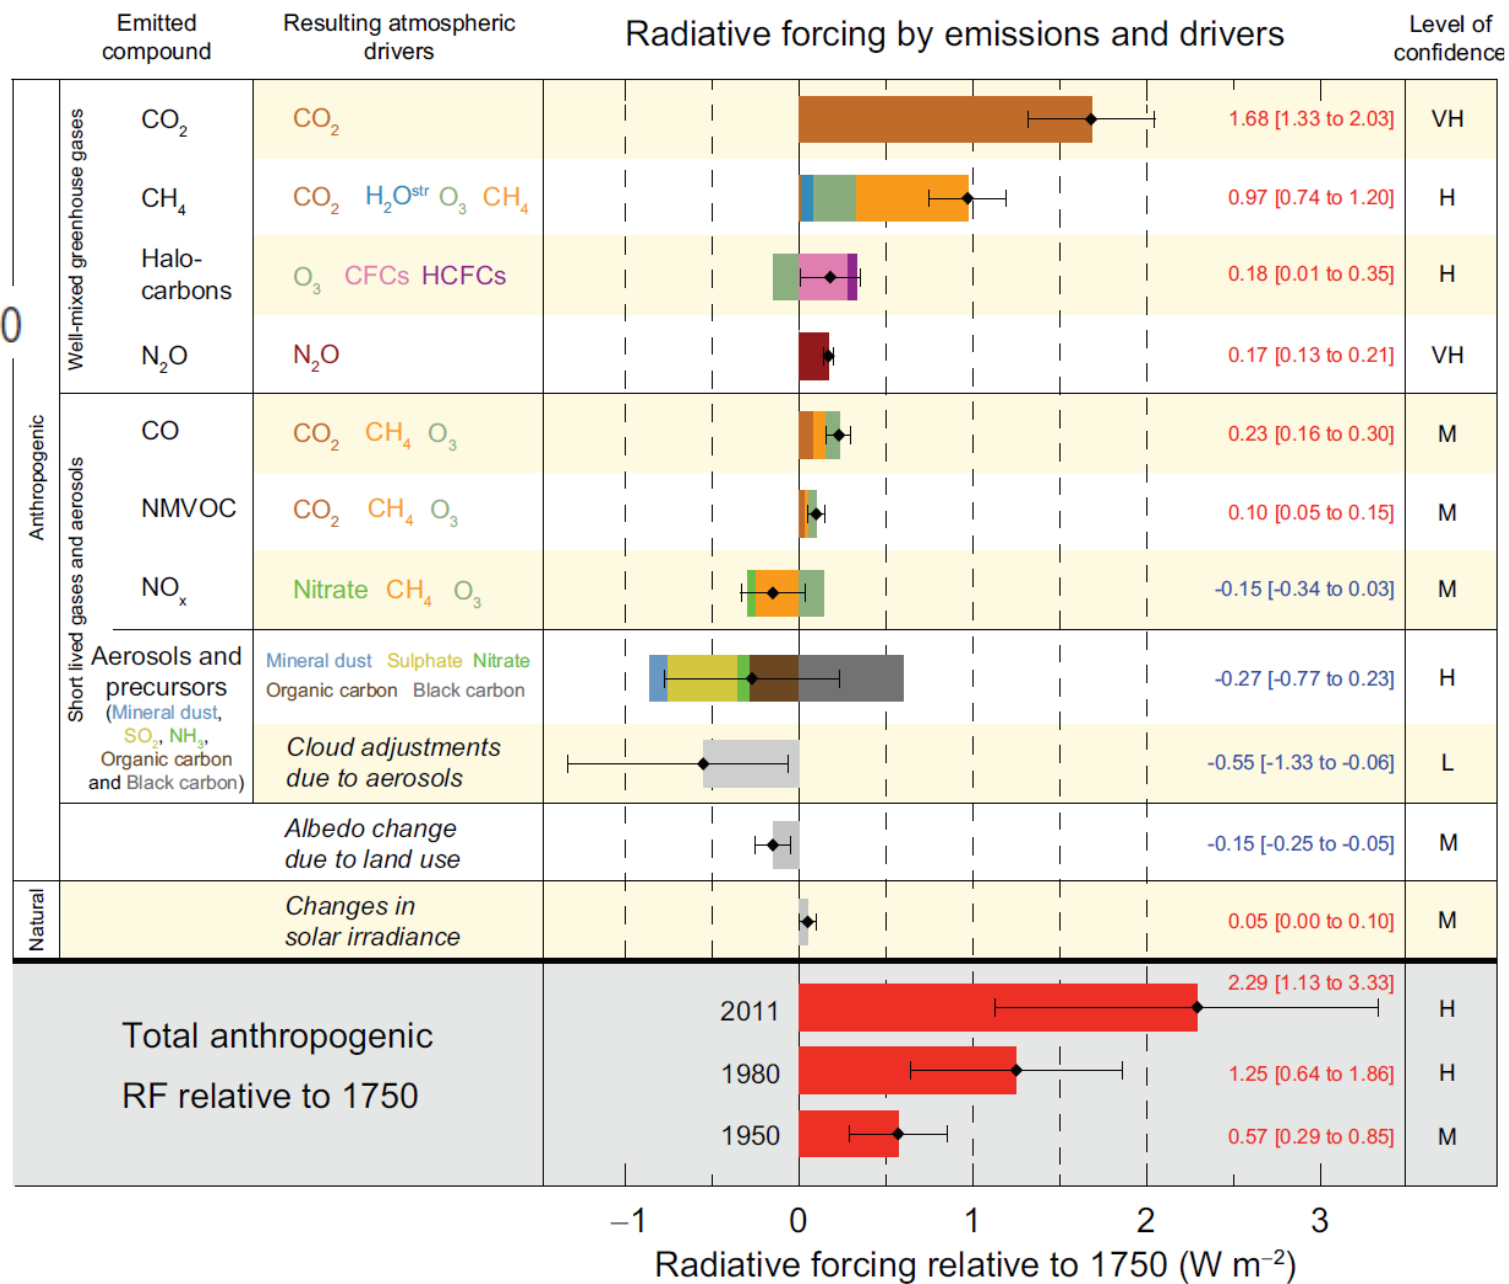 Emitted compound
Resulting atmospheric drivers
Radiative forcing by emissions and drivers
Level of confidence
0
Anthropogenic
Well-mixed greenhouse gases
CO2
CO2
1.68 [1.33 to 2.03]
VH
CH4
CO2 H2Ostr O3 CH4
0.97 [0.74 to 1.20]
H
Halo-
carbons
O3 CFCs HCFCs
0.18 [0.01 to 0.35]
H
N2O
N2O
0.17 [0.13 to 0.21]
VH
Short lived gases and aerosols
CO
CO2 CH4 O3
0.23 [0.16 to 0.30]
M
NMVOC
CO2 CH4 O3
0.10 [0.05 to 0.15]
M
NOx
Nitrate CH4 O3
-0.15 [-0.34 to 0.03]
M
Aerosols and
precursors
(Mineral dust,
SO2, NH3,
Organic carbon
and Black carbon)
Mineral dust Sulphate Nitrate
Organic carbon Black carbon
-0.27 [-0.77 to 0.23]
H
Cloud adjustments
due to aerosols
-0.55 [-1.33 to -0.06]
L
Albedo change
due to land use
-0.15 [-0.25 to -0.05]
M
Natural
Changes in
solar irradiance
0.05 [0.00 to 0.10]
M
Total anthropogenic
RF relative to 1750
2011
2.29 [1.13 to 3.33]
H
1980
1.25 [0.64 to 1.86]
H
1950
0.57 [0.29 to 0.85]
M
−1 0 1 2 3
Radiative forcing relative to 1750 (W m−2)